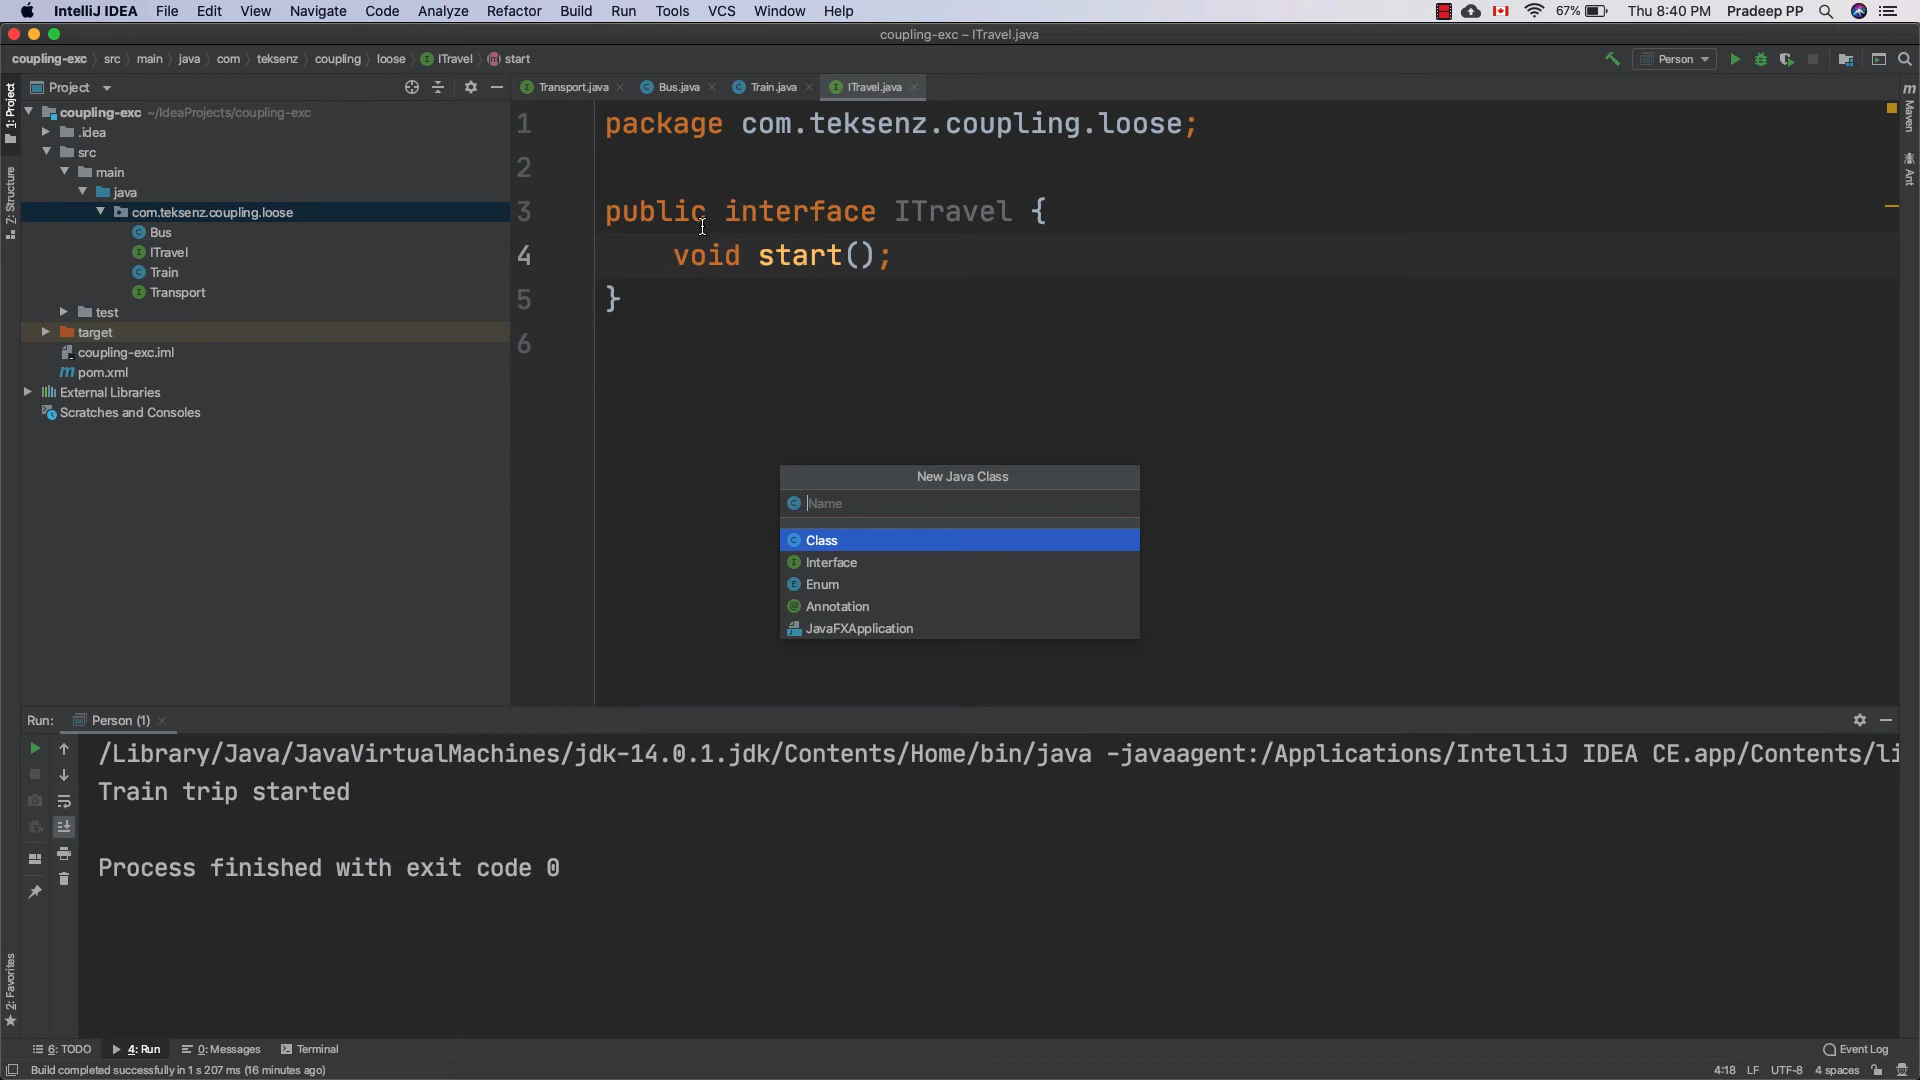 IntelliJ IDEA File Edit View Navigate Code Analyze Refactor Build Run Tools VCS Window Help 67% Thu 8:40 PM Pradeep PP
coupling-exc – ITravel.java
coupling-exc src main java com teksenz coupling loose ITravel start Person
Project Transport.java Bus.java Train.java ITravel.java
coupling-exc ~/IdeaProjects/coupling-exc
.idea
src
main
java
com.teksenz.coupling.loose
Bus
ITravel
Train
Transport
test
target
coupling-exc.iml
pom.xml
External Libraries
Scratches and Consoles
1: Project
Z: Structure
2: Favorites
1 package com.teksenz.coupling.loose;
2
3 public interface ITravel {
4 void start();
5 }
6
Maven
Ant
New Java Class
Name
Class
Interface
Enum
Annotation
JavaFXApplication
Run: Person (1)
/Library/Java/JavaVirtualMachines/jdk-14.0.1.jdk/Contents/Home/bin/java -javaagent:/Applications/IntelliJ IDEA CE.app/Contents/li
Train trip started
Process finished with exit code 0
6: TODO 4: Run 0: Messages Terminal Event Log
Build completed successfully in 1 s 207 ms (16 minutes ago) 4:18 LF UTF-8 4 spaces